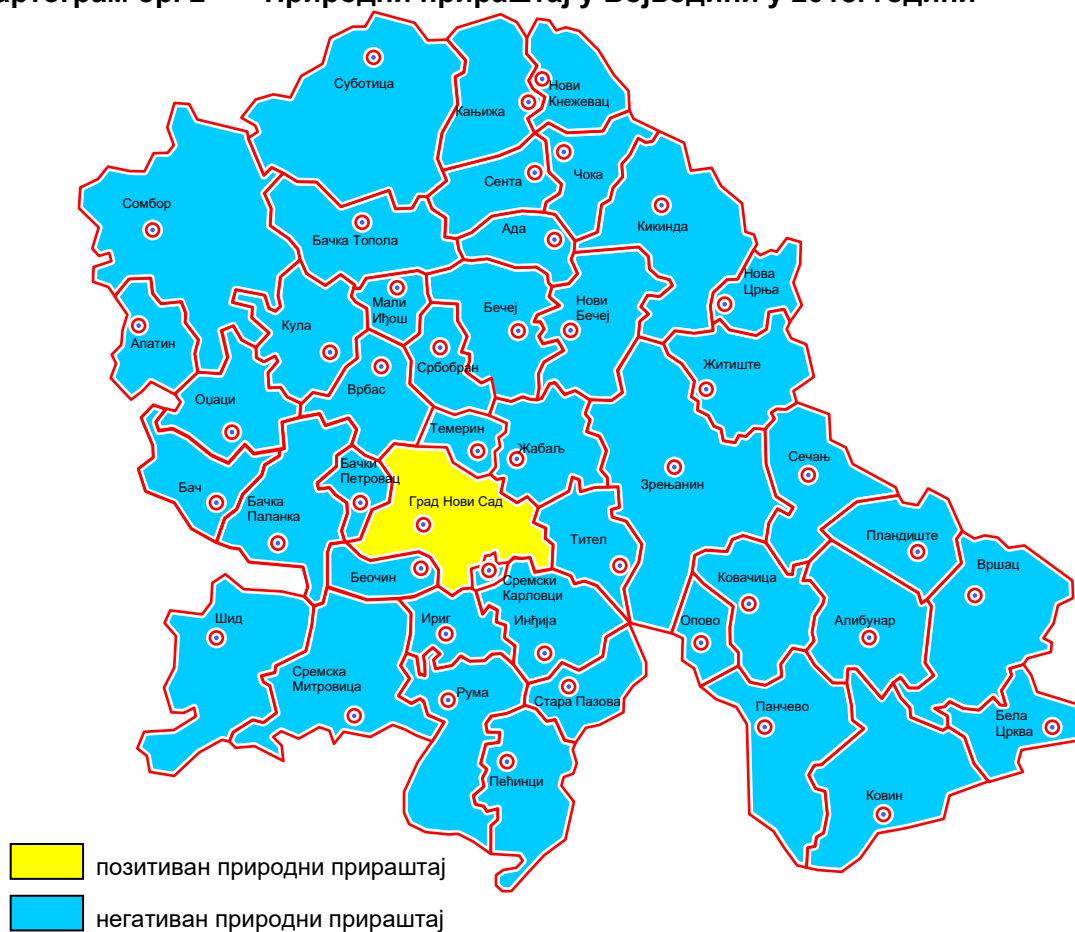 Природни прираштај у Војводини у
Суботица
Нови
Кнежевац
Кањижа
Чока
Сента
Сомбор
Кикинда
Ада
Бачка Топола
Нова
Црња
Мали
Иђош
Бечеј
Нови
Бечеј
Кула
Апатин
Србобран
Житиште
Врбас
Оџаци
Темерин
Жабаљ
Сечањ
Бачки
Петровац
Зрењанин
Бач
Бачка
Паланка
Град Нови Сад
Пландиште
Тител
Вршац
Беочин
Сремски
Карловци
Ковачица
Шид
Ириг
Инђија
Опово
Алибунар
Сремска
Митровица
Рума
Стара Пазова
Панчево
Бела
Црква
Пећинци
Ковин
позитиван природни прираштај
негативан природни прираштај